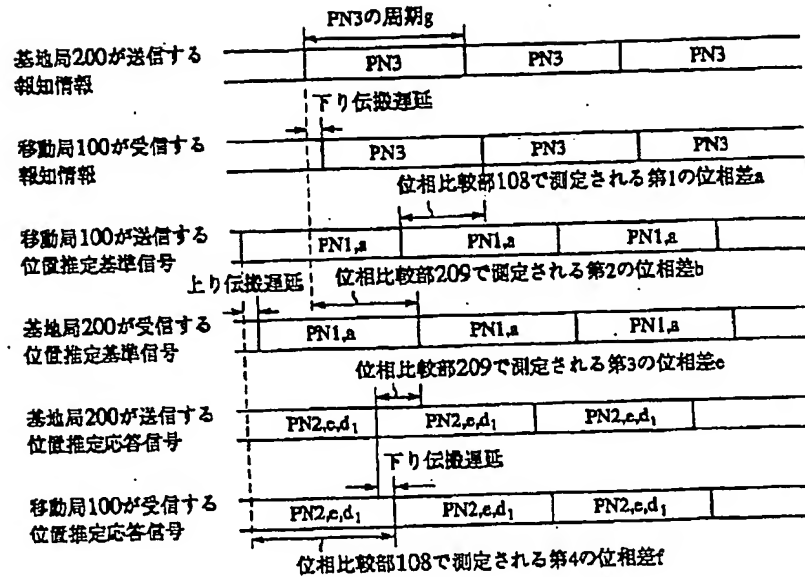 PN3の周期g
基地局200が送信する
報知情報
PN3 PN3 PN3
下り伝搬遅延
移動局100が受信する
報知情報
PN3 PN3 PN3
位相比較部108で測定される第1の位相差a
移動局100が送信する
位置推定基準信号
PN1,a PN1,a PN1,a
上り伝搬遅延
位相比較部209で測定される第2の位相差b
基地局200が受信する
位置推定基準信号
PN1,a PN1,a PN1,a
位相比較部209で測定される第3の位相差e
基地局200が送信する
位置推定応答信号
PN2,e,d₁ PN2,e,d₁ PN2,e,d₁
下り伝搬遅延
移動局100が受信する
位置推定応答信号
PN2,e,d₁ PN2,e,d₁ PN2,e,d₁
位相比較部108で測定される第4の位相差f